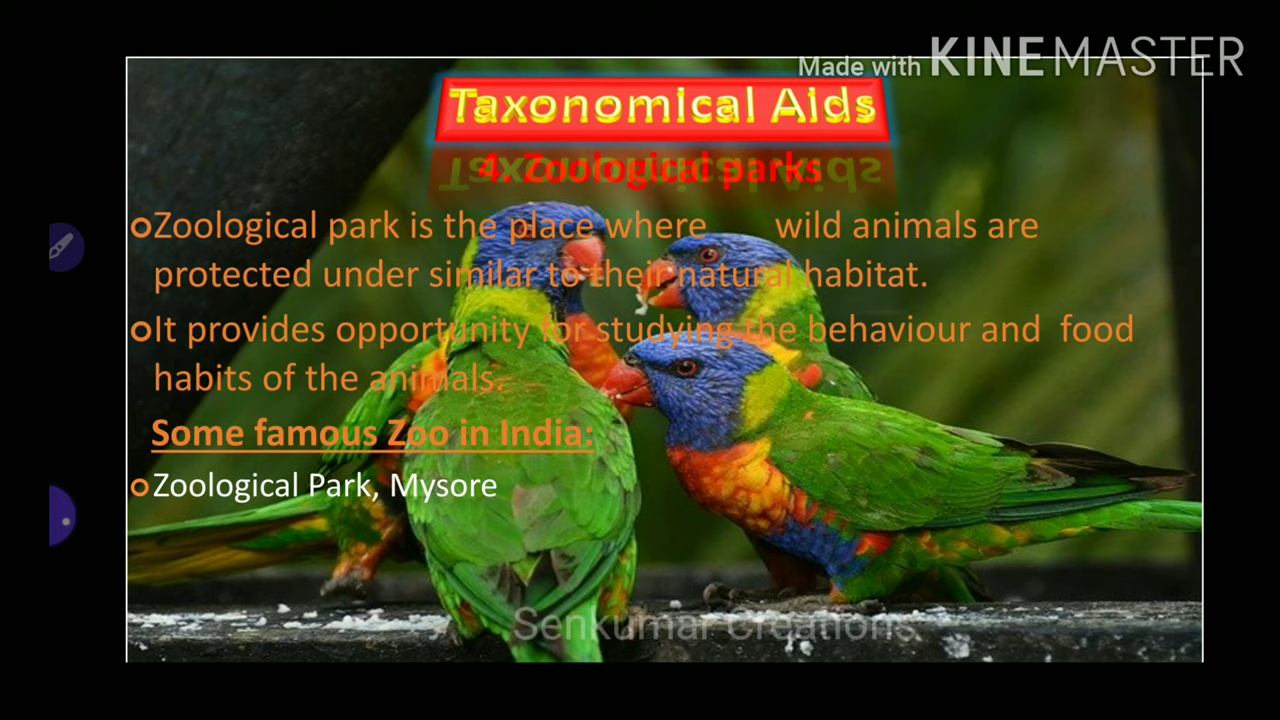 Made with KINEMASTER
Taxonomical Aids
4. Zoological parks
Zoological park is the place where wild animals are
protected under similar to their natural habitat.
It provides opportunity for studying the behaviour and food
habits of the animals.
Some famous Zoo in India:
Zoological Park, Mysore
Senkumar Creations